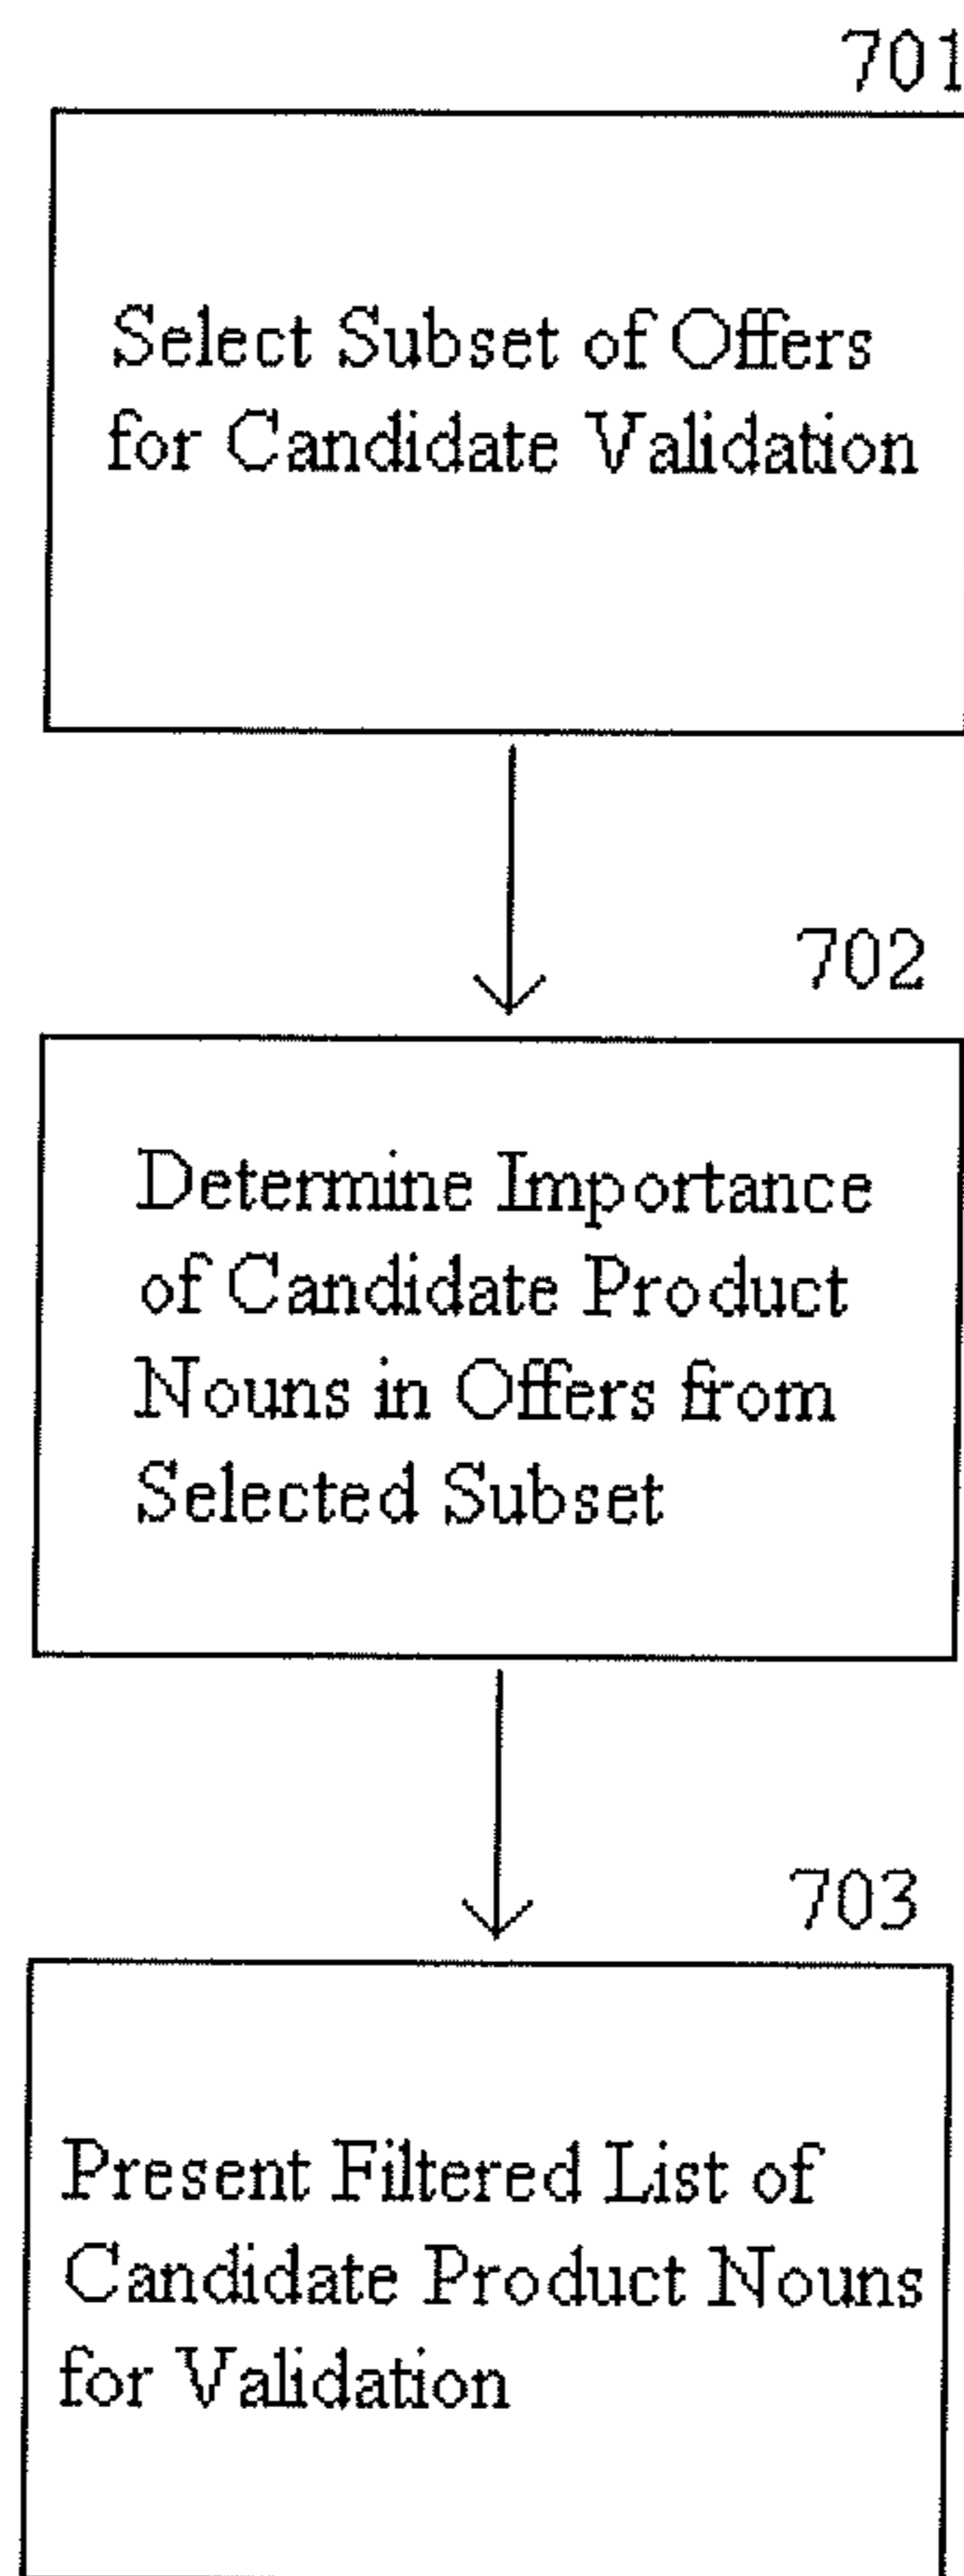 701
Select Subset of Offers
for Candidate Validation
702
Determine Importance
of Candidate Product
Nouns in Offers from
Selected Subset
703
Present Filtered List of
Candidate Product Nouns
for Validation